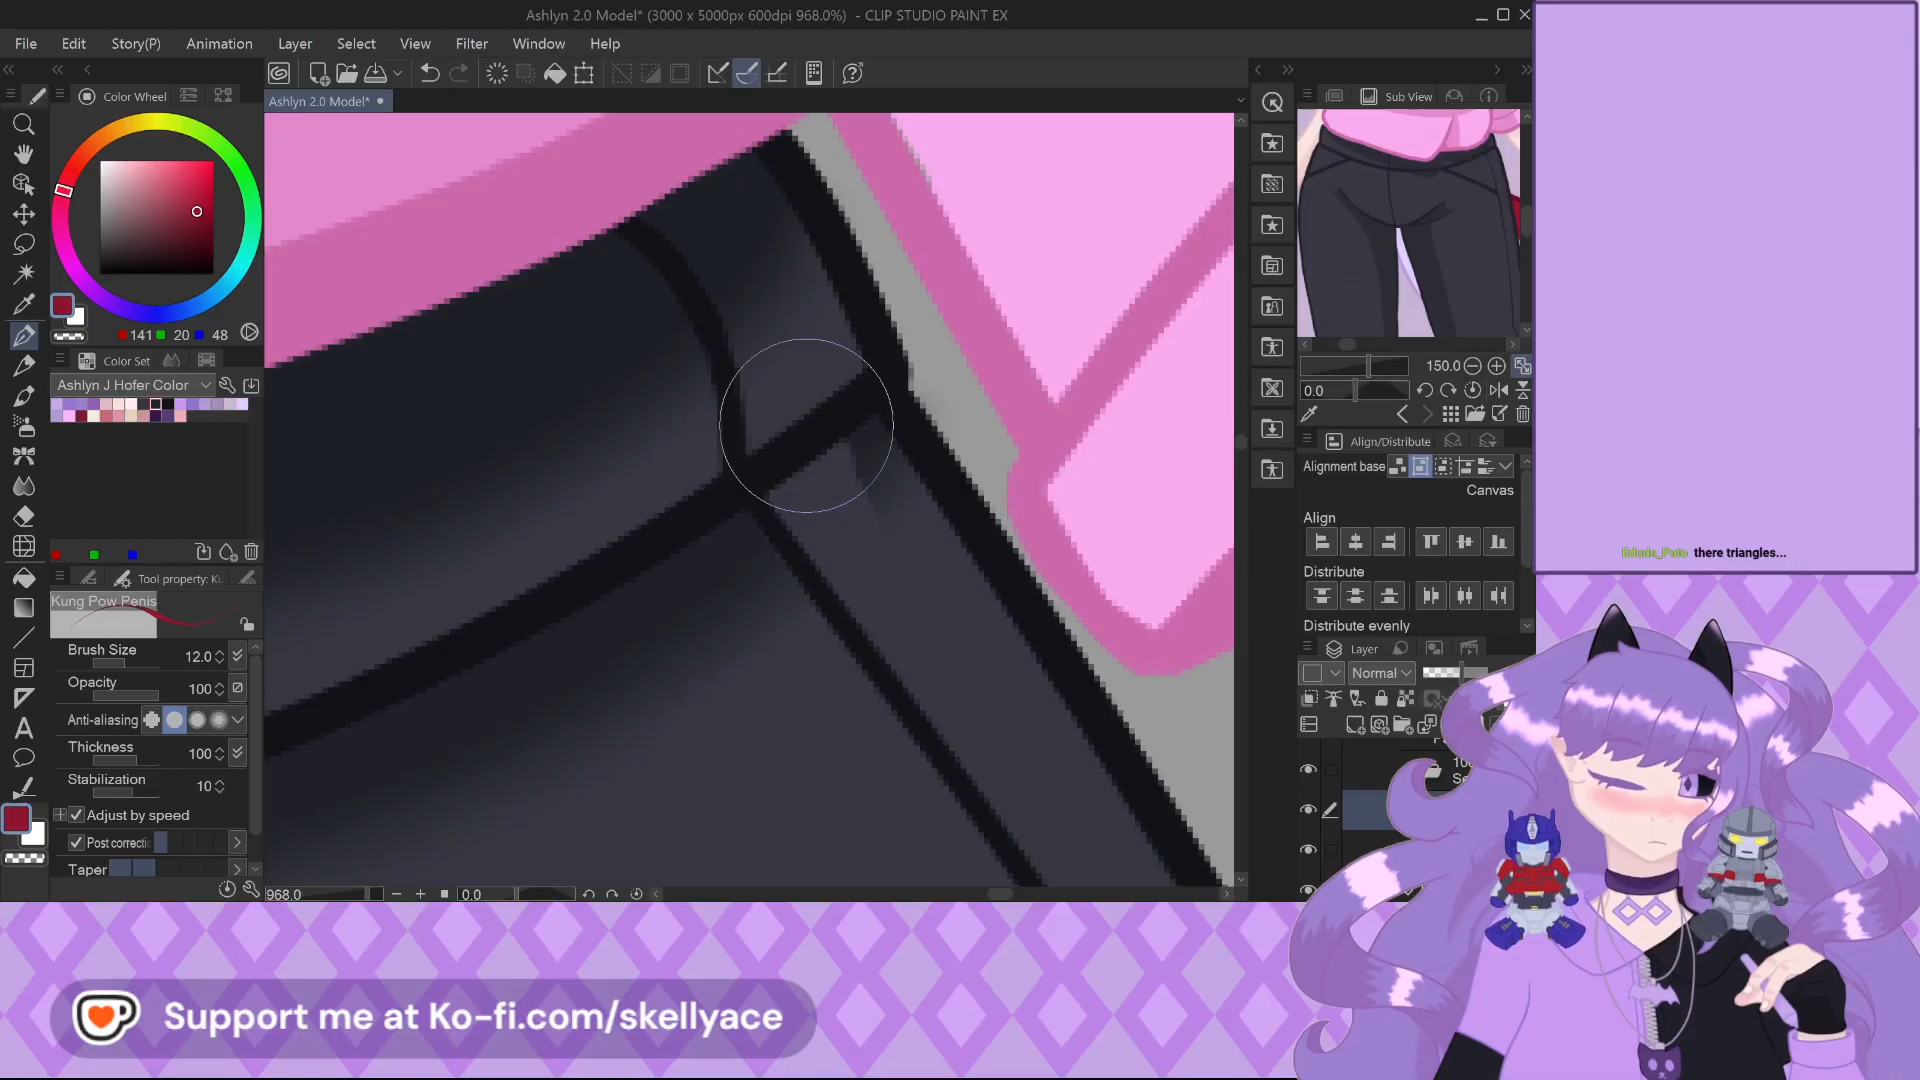 Ashlyn 2.0 Model* (3000 x 5000px 600dpi 968.0%) - CLIP STUDIO PAINT EX
File Edit Story(P) Animation Layer Select View Filter Window Help
Ashlyn 2.0 Model*
Color Wheel
141 20 48
Color Set
Ashlyn J Hofer Color
Tool property: Ku
Kung Pow Penis
Brush Size 12.0
Opacity 100
Anti-aliasing
Thickness 100
Stabilization 10
Adjust by speed
Post correctic
Taper
968.0
0.0
Sub View
150.0
0.0
Align/Distribute
Alignment base
Canvas
Align
Distribute
Distribute evenly
Layer
Normal
there triangles...
Support me at Ko-fi.com/skellyace